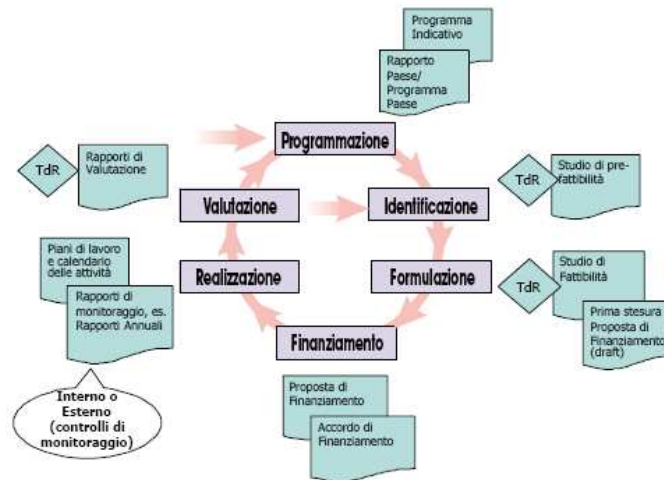 Programma
Indicativo
Rapporto
Paese/
Programma
Paese
Programmazione
TdR
Rapporti di
Valutazione
TdR
Studio di pre-
fattibilità
Valutazione
Identificazione
Piani di lavoro
e calendario
delle attività
Rapporti di
monitoraggio, es.
Rapporti Annuali
Realizzazione
Formulazione
TdR
Studio di
Fattibilità
Prima stesura
Proposta di
Finanziamento
(draft)
Finanziamento
Interno o
Esterno
(controlli di
monitoraggio)
Proposta di
Finanziamento
Accordo di
Finanziamento